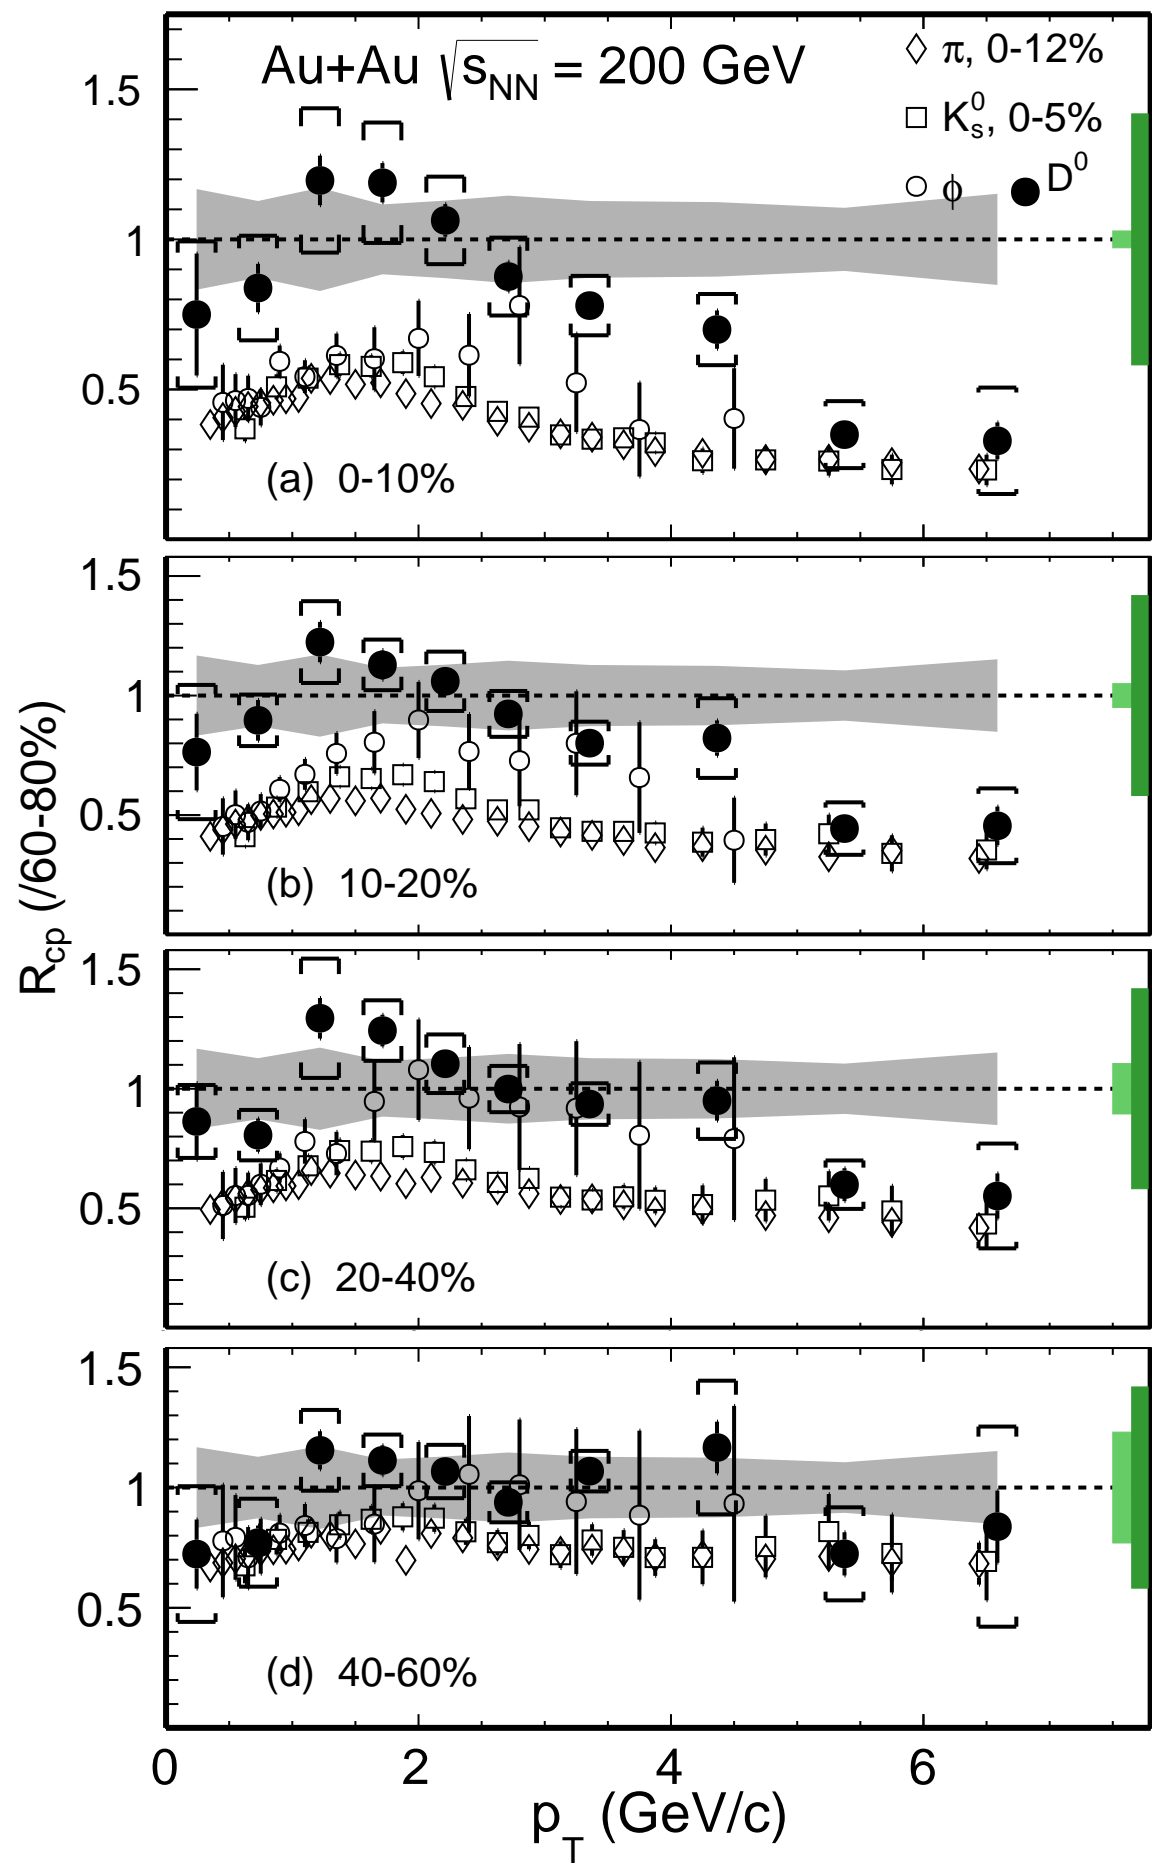 Au+Au √sNN = 200 GeV
π, 0-12%
K0s, 0-5%
ϕ D0
1.5
1
0.5
(a) 0-10%
1.5
1
0.5
(b) 10-20%
Rcp (/60-80%)
1.5
1
0.5
(c) 20-40%
1.5
1
0.5
(d) 40-60%
0 2 4 6
pT (GeV/c)